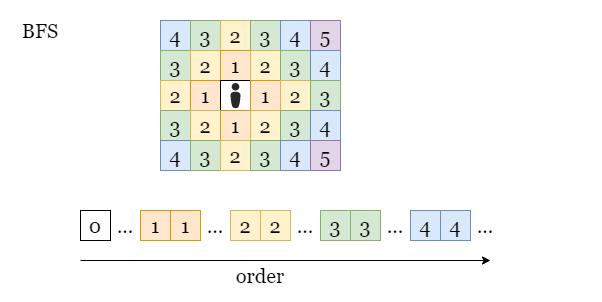 BFS
4 3 2 3 4 5
3 2 1 2 3 4
2 1 1 2 3
3 2 1 2 3 4
4 3 2 3 4 5
0 ... 1 1 ... 2 2 ... 3 3 ... 4 4 ...
order